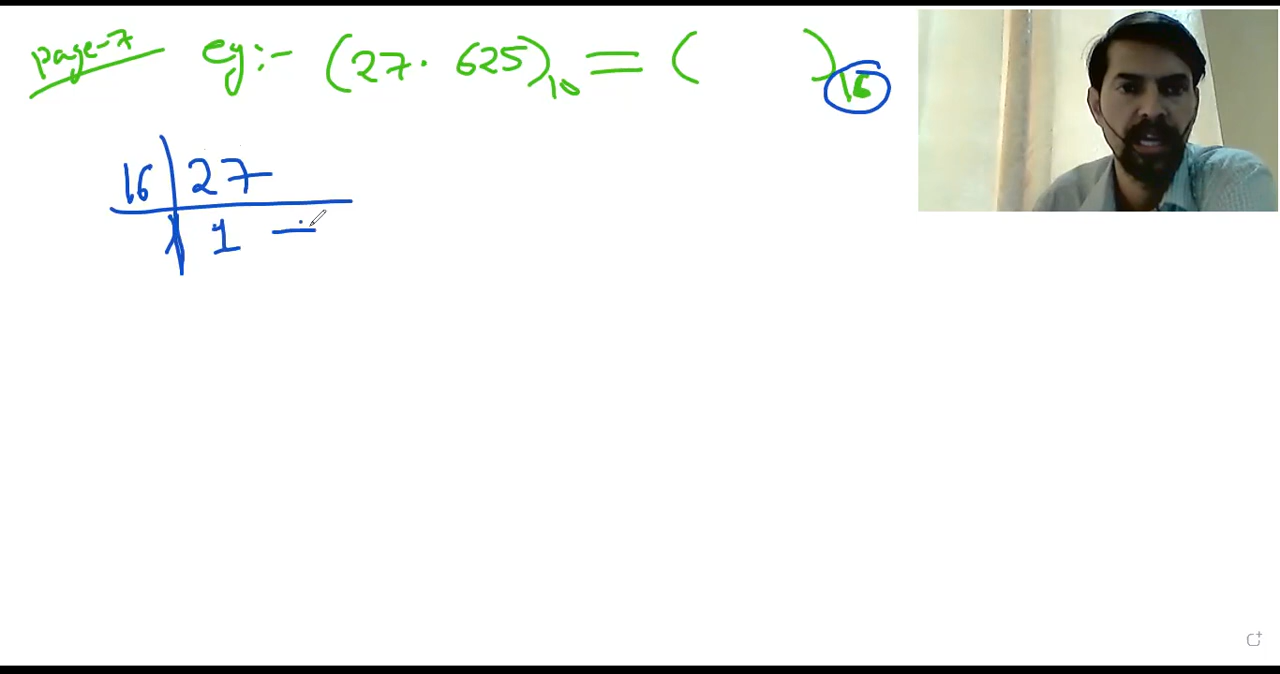 page-7 eg:- (27.625)10 = ( )16
16 27
1 —